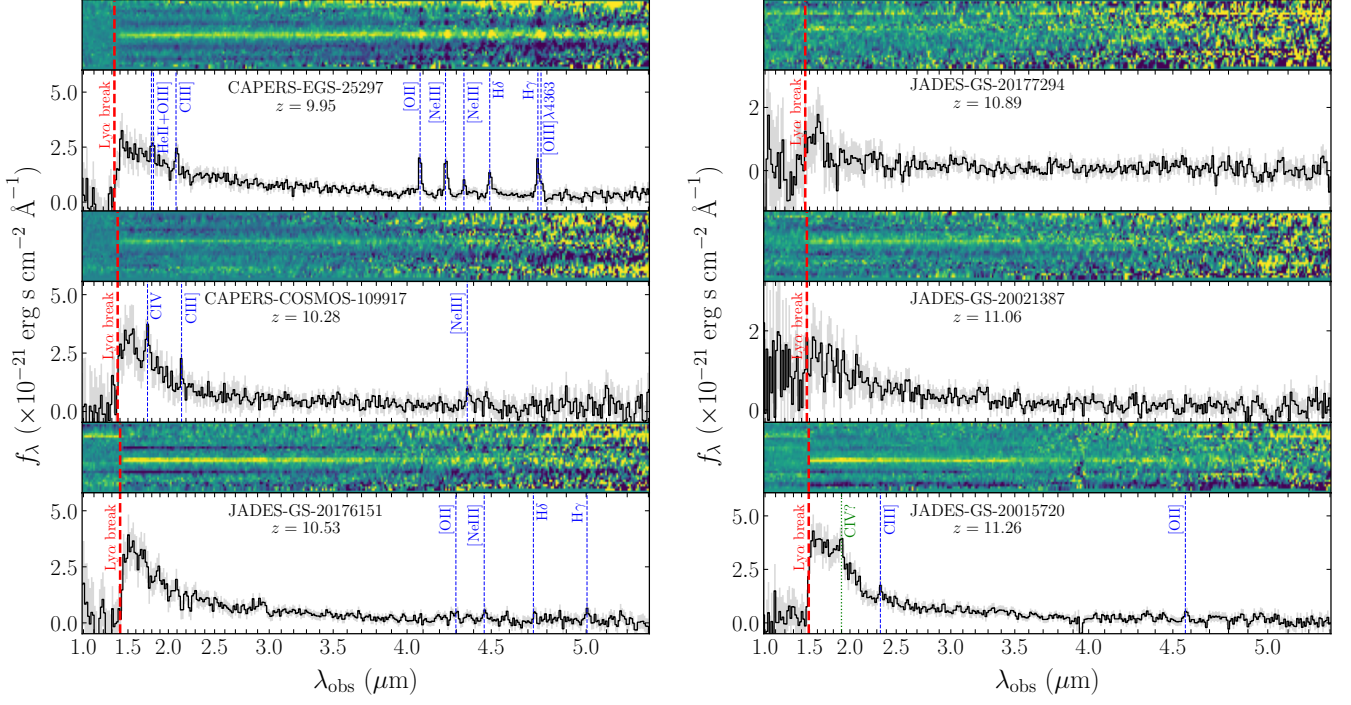 CAPERS-EGS-25297
z = 9.95
Lyα break
HeII+OIII]
CIII]
[OII]
[NeIII]
[NeIII]
Hδ
Hγ
[OIII]λ4363
5.0
2.5
0.0
CAPERS-COSMOS-109917
z = 10.28
Lyα break
CIV
CIII]
[NeIII]
5.0
2.5
0.0
JADES-GS-20176151
z = 10.53
Lyα break
[OII]
[NeIII]
Hδ
Hγ
5.0
2.5
0.0
1.0 1.5 2.0 2.5 3.0 3.5 4.0 4.5 5.0
λobs (μm)
fλ (×10−21 erg s cm−2 Å−1)
JADES-GS-20177294
z = 10.89
Lyα break
2
0
JADES-GS-20021387
z = 11.06
Lyα break
2
0
JADES-GS-20015720
z = 11.26
Lyα break
CIV?
CIII]
[OII]
5.0
2.5
0.0
1.0 1.5 2.0 2.5 3.0 3.5 4.0 4.5 5.0
λobs (μm)
fλ (×10−21 erg s cm−2 Å−1)